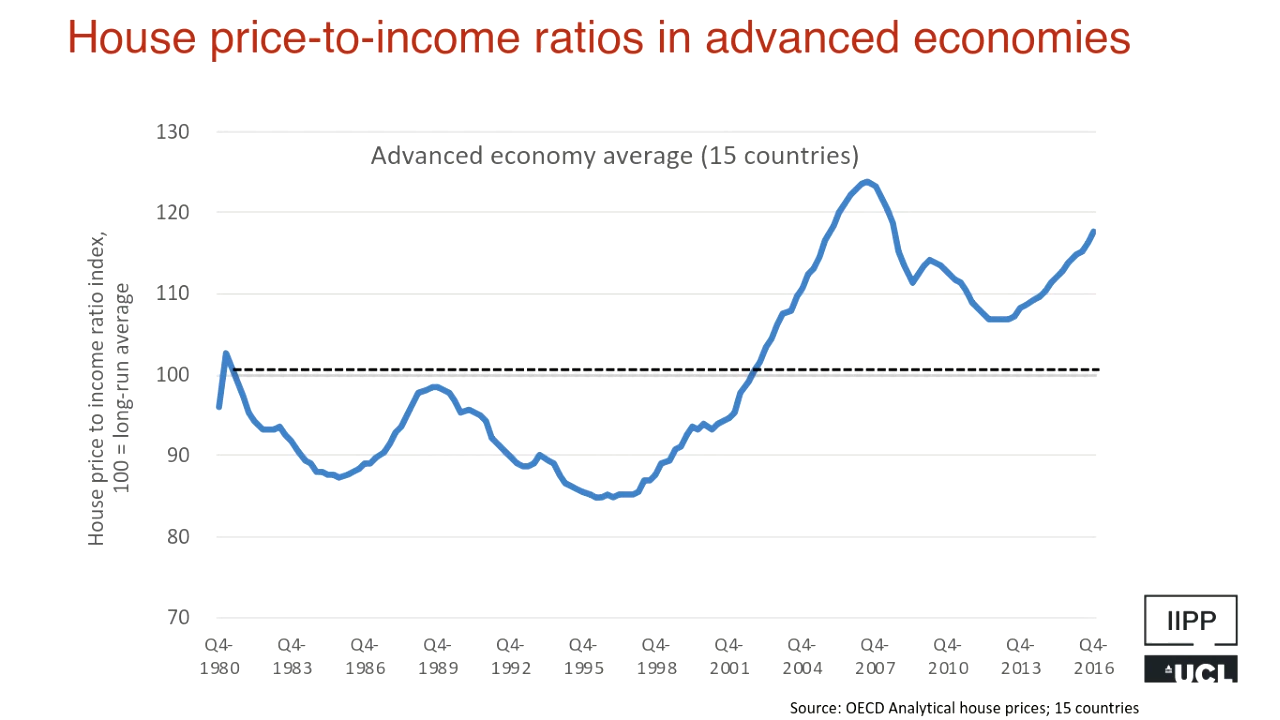 House price-to-income ratios in advanced economies
Advanced economy average (15 countries)
House price to income ratio index,
100 = long-run average
130
120
110
100
90
80
70
Q4-1980
Q4-1983
Q4-1986
Q4-1989
Q4-1992
Q4-1995
Q4-1998
Q4-2001
Q4-2004
Q4-2007
Q4-2010
Q4-2013
Q4-2016
IIPP
UCL
Source: OECD Analytical house prices; 15 countries